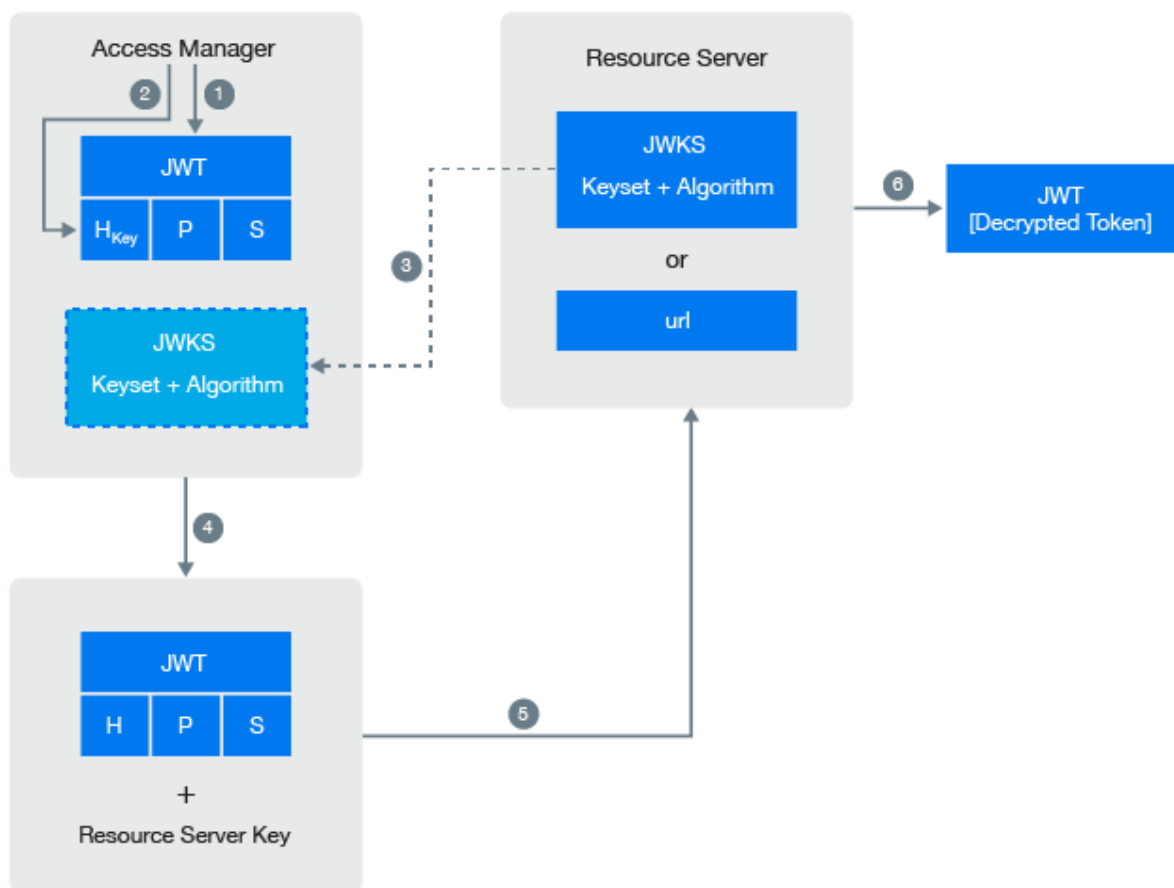 Access Manager
2
1
JWT
HKey
P
S
JWKS
Keyset + Algorithm
3
Resource Server
JWKS
Keyset + Algorithm
or
url
6
JWT
[Decrypted Token]
4
JWT
H
P
S
+
Resource Server Key
5